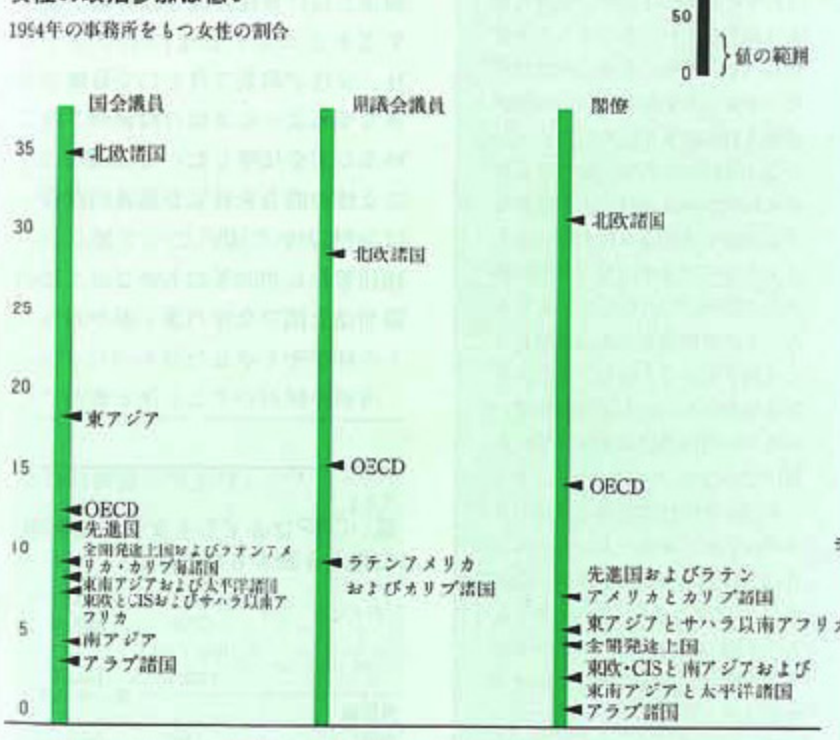 1994年の事務所をもつ女性の割合
50
0
値の範囲
国会議員
35
北欧諸国
30
25
20
東アジア
15
OECD
先進国
10
全開発途上国およびラテンアメ
リカ・カリブ海諸国
東南アジアおよび太平洋諸国
東欧とCISおよびサハラ以南ア
フリカ
5
南アジア
アラブ諸国
0
県議会議員
北欧諸国
OECD
ラテンアメリカ
およびカリブ諸国
閣僚
北欧諸国
OECD
先進国およびラテン
アメリカとカリブ諸国
東アジアとサハラ以南アフリカ
全開発途上国
東欧・CISと南アジアおよび
東南アジアと太平洋諸国
アラブ諸国